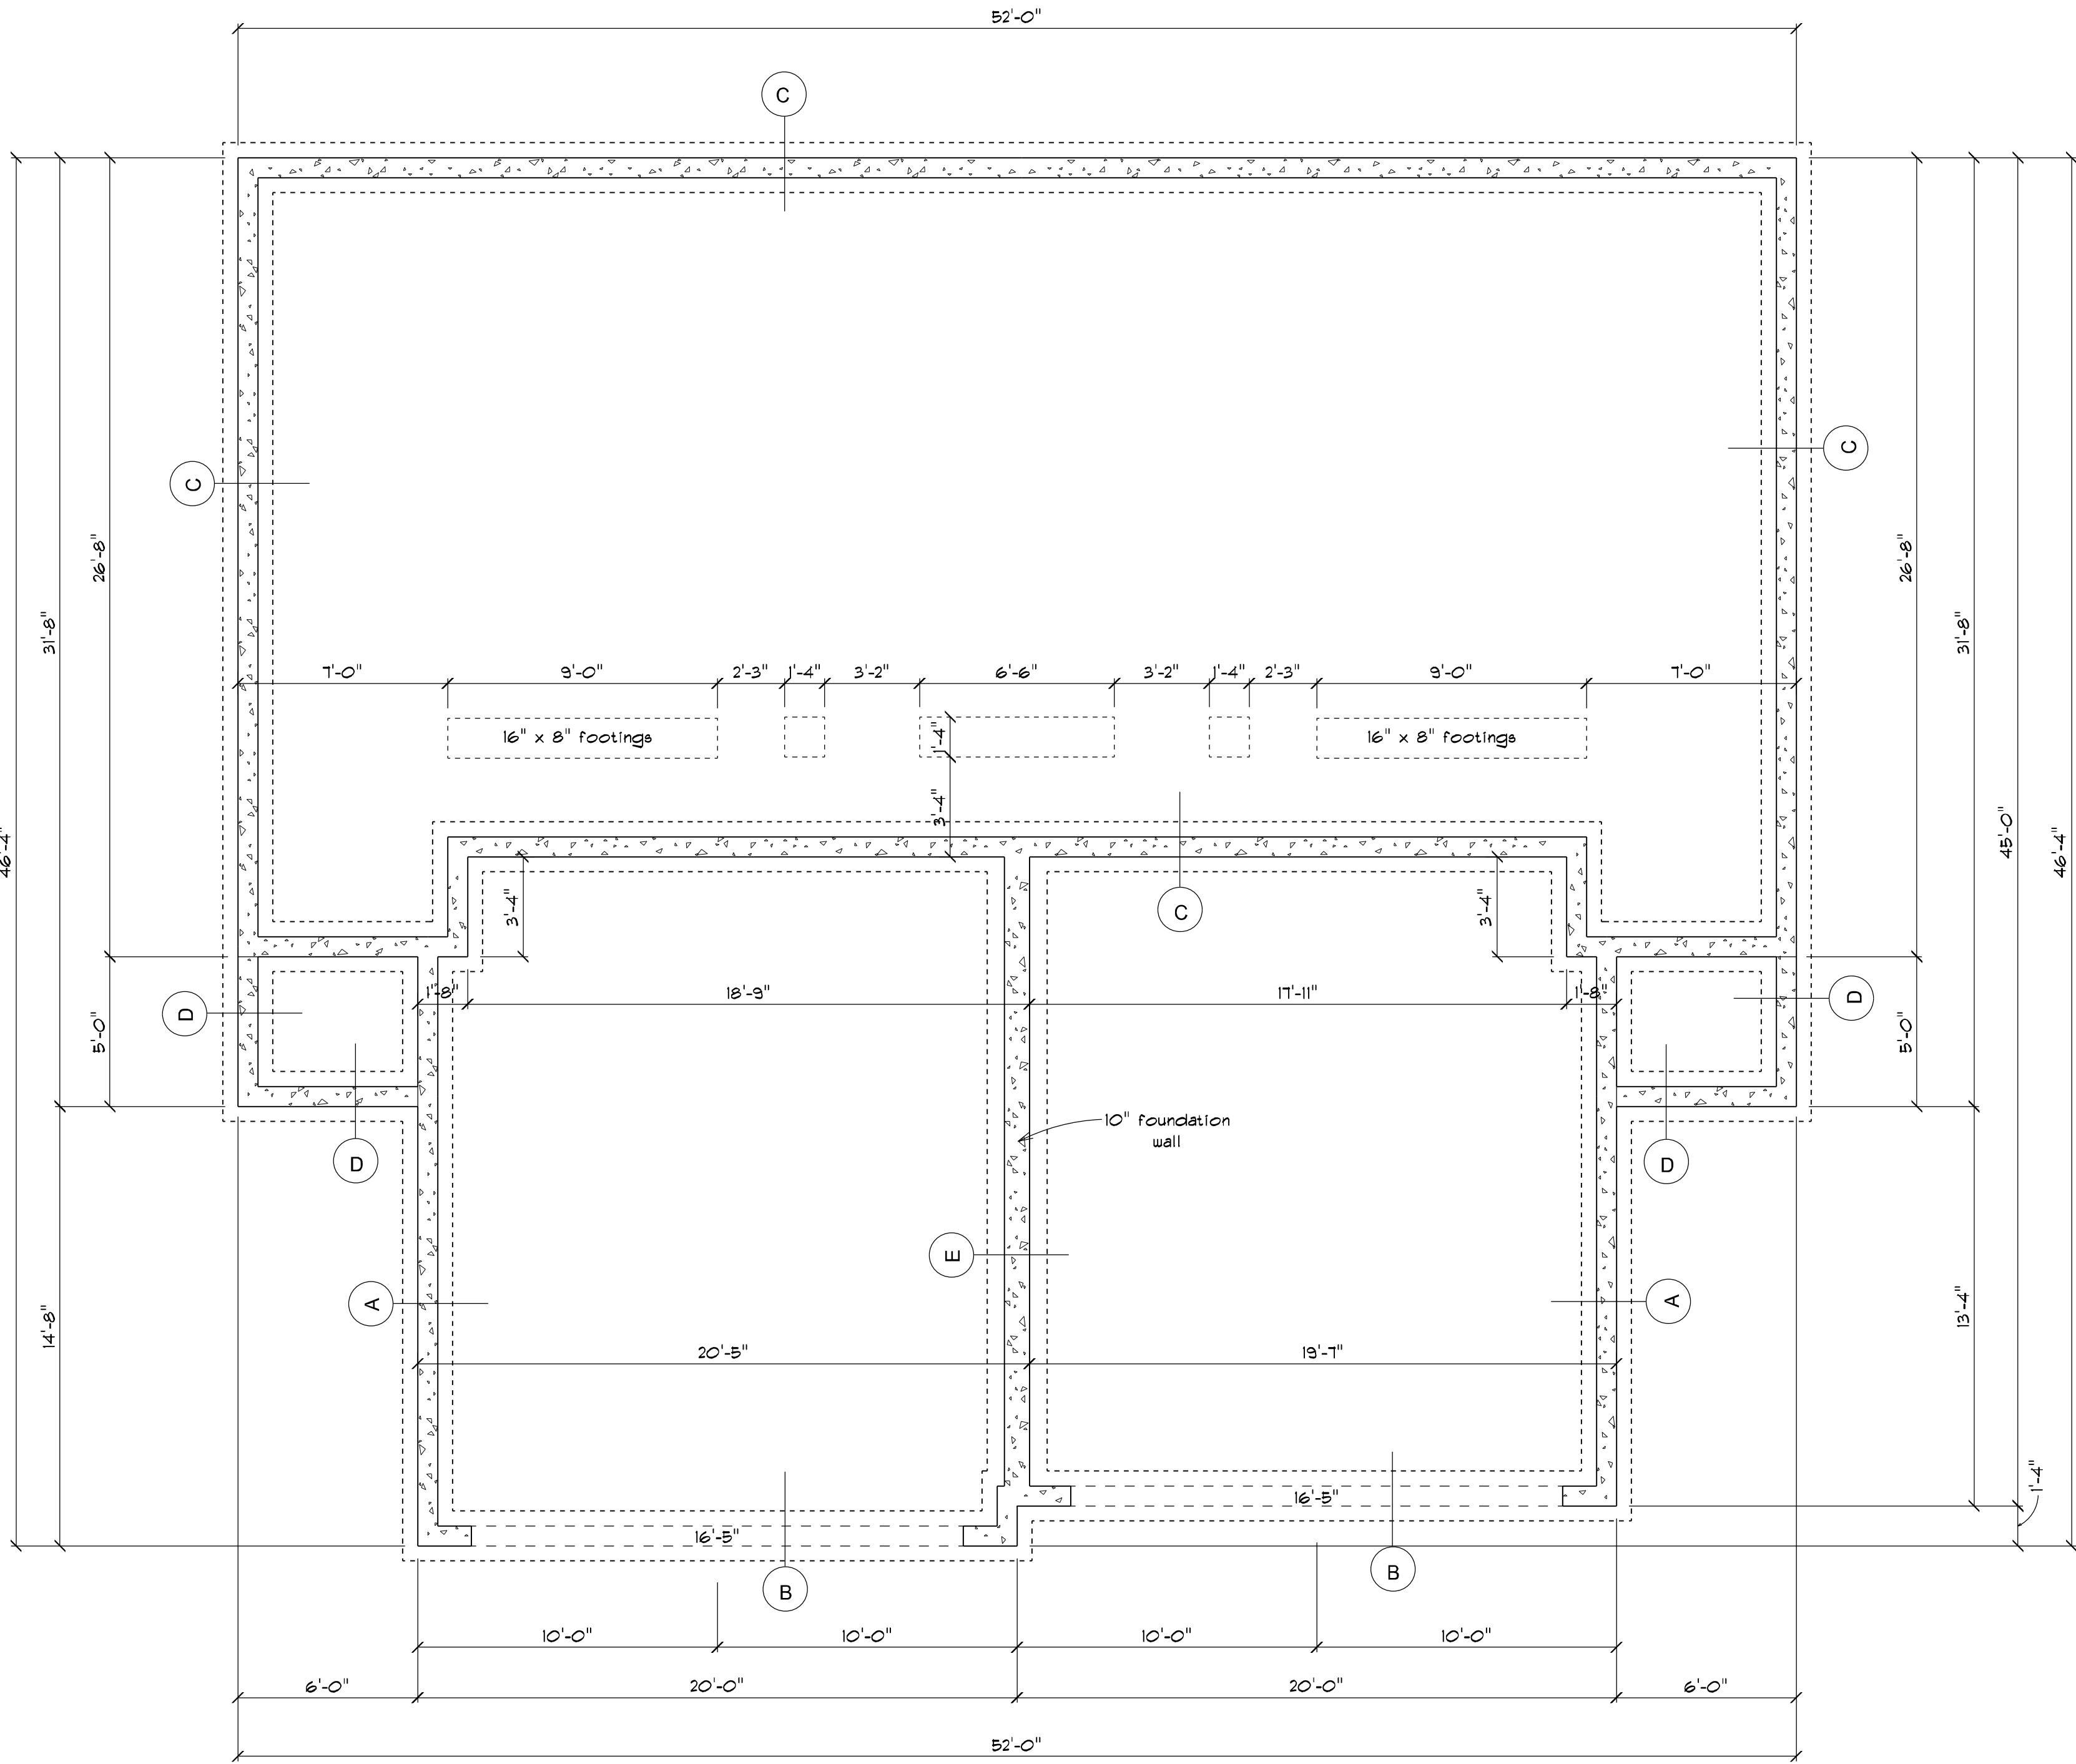 52'-0"
C
C
C
26'-8"
31'-8"
46'-4"
26'-8"
31'-8"
45'-0"
46'-4"
7'-0"
9'-0"
2'-3"
1'-4"
3'-2"
6'-6"
3'-2"
1'-4"
2'-3"
9'-0"
7'-0"
16" x 8" footings
1'-4"
16" x 8" footings
3'-4"
3'-4"
C
3'-4"
1'-8"
18'-9"
17'-11"
1'-8"
D
D
5'-0"
5'-0"
10" foundation
wall
D
D
E
A
A
14'-8"
13'-4"
20'-5"
19'-7"
1'-4"
16'-5"
16'-5"
B
B
10'-0"
10'-0"
10'-0"
10'-0"
6'-0"
20'-0"
20'-0"
6'-0"
52'-0"